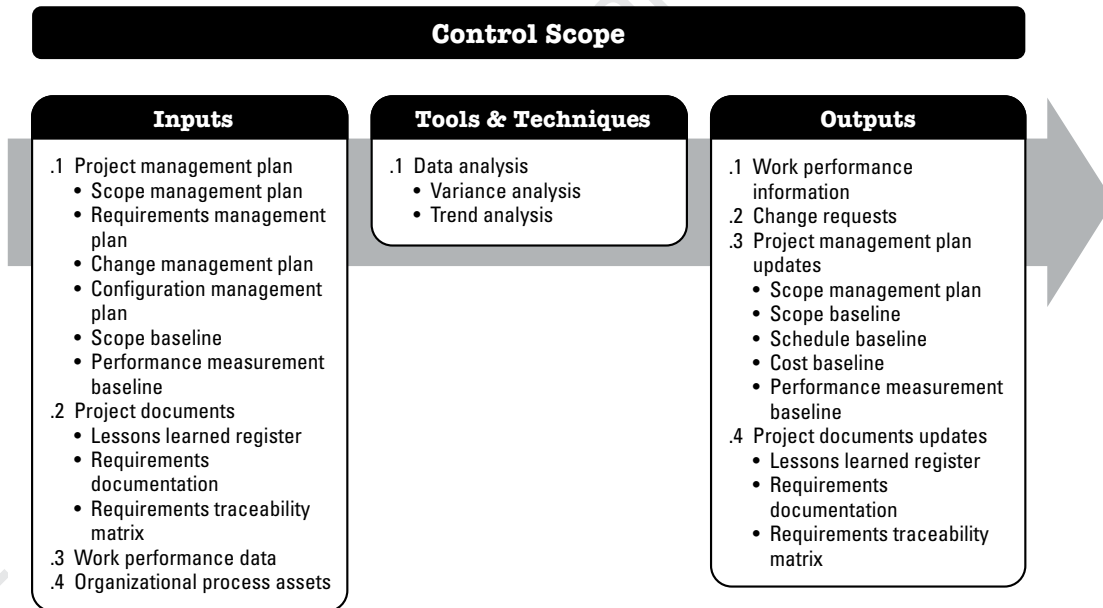 Control Scope
Inputs
.1 Project management plan
• Scope management plan
• Requirements management
plan
• Change management plan
• Configuration management
plan
• Scope baseline
• Performance measurement
baseline
.2 Project documents
• Lessons learned register
• Requirements
documentation
• Requirements traceability
matrix
.3 Work performance data
.4 Organizational process assets
Tools & Techniques
.1 Data analysis
• Variance analysis
• Trend analysis
Outputs
.1 Work performance
information
.2 Change requests
.3 Project management plan
updates
• Scope management plan
• Scope baseline
• Schedule baseline
• Cost baseline
• Performance measurement
baseline
.4 Project documents updates
• Lessons learned register
• Requirements
documentation
• Requirements traceability
matrix